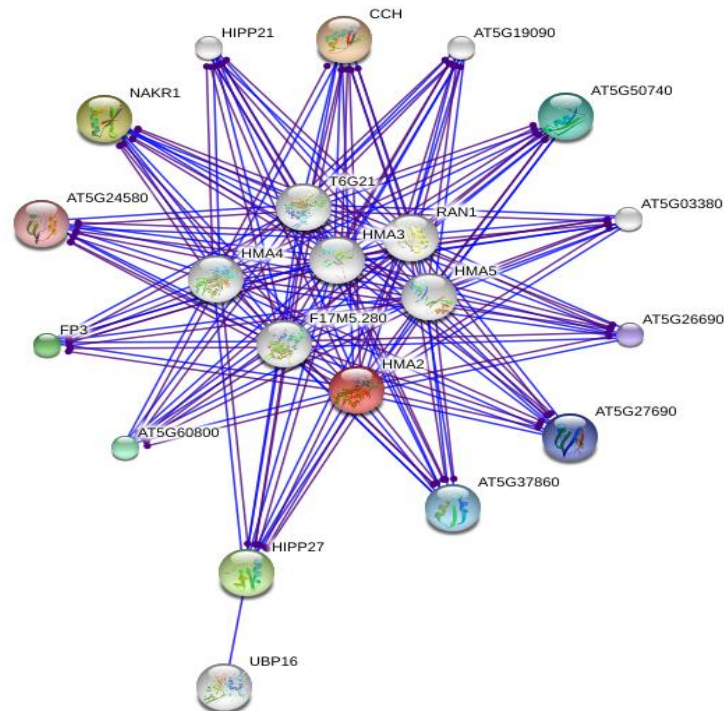 CCH
HIPP21
AT5G19090
NAKR1
AT5G50740
T6G21
AT5G24580
AT5G03380
RAN1
HMA3
HMA4
HMA5
F17M5.280
FP3
AT5G26690
HMA2
AT5G27690
AT5G60800
AT5G37860
HIPP27
UBP16